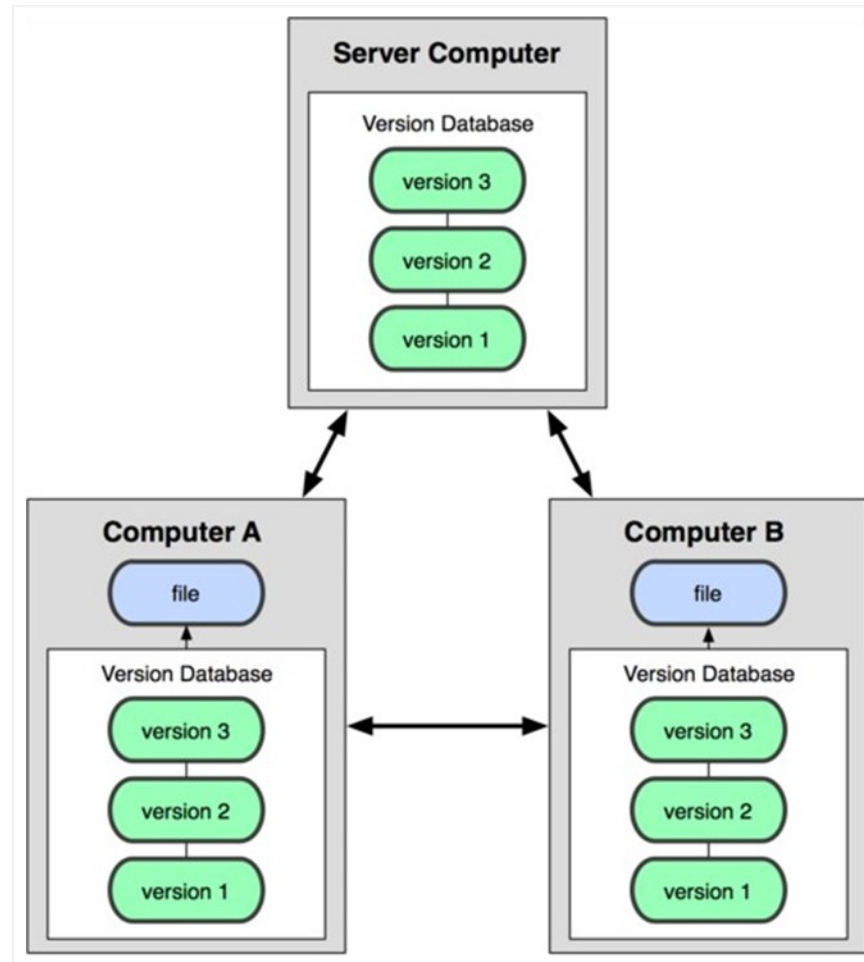 Server Computer
Version Database
version 3
version 2
version 1
Computer A
file
Version Database
version 3
version 2
version 1
Computer B
file
Version Database
version 3
version 2
version 1